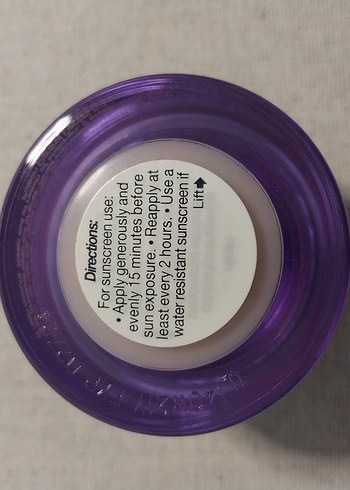 Directions:
For sunscreen use:
• Apply generously and
evenly 15 minutes before
sun exposure. • Reapply at
least every 2 hours. • Use a
water resistant sunscreen if
Lift